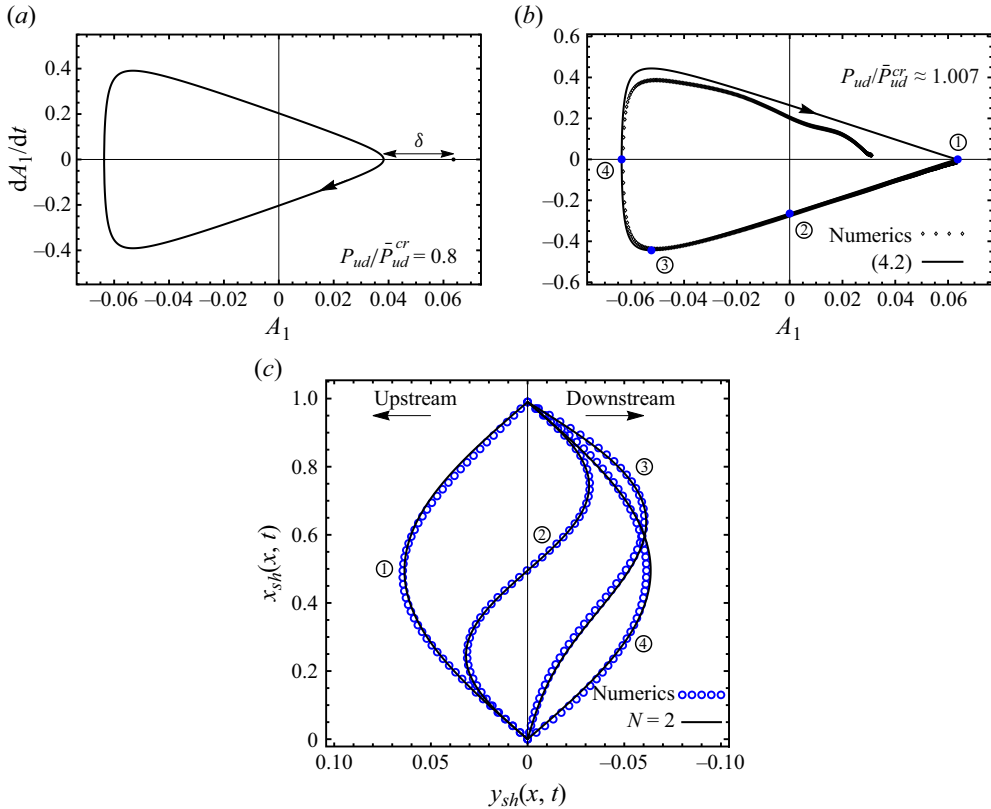 (a)
0.4
0.2
0
−0.2
−0.4
dA1/dt
δ
Pud/P̄ud^cr = 0.8
−0.06 −0.04 −0.02 0 0.02 0.04 0.06
A1
(b)
0.6
0.4
0.2
0
−0.2
−0.4
−0.6
Pud/P̄ud^cr ≈ 1.007
①
④
②
③
Numerics
(4.2)
−0.06 −0.04 −0.02 0 0.02 0.04 0.06
A1
(c)
Upstream Downstream
1.0
0.8
0.6
0.4
0.2
0
xsh(x, t)
③
②
①
④
Numerics
N = 2
0.10 0.05 0 −0.05 −0.10
ysh(x, t)